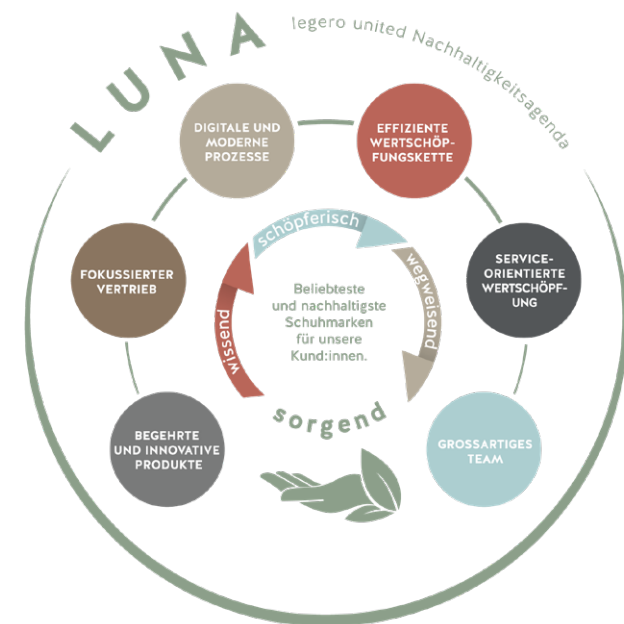 LUNA
legero united Nachhaltigkeitsagenda
DIGITALE UND
MODERNE
PROZESSE
EFFIZIENTE
WERTSCHÖP-
FUNGSKETTE
FOKUSSIERTER
VERTRIEB
SERVICE-
ORIENTIERTE
WERTSCHÖPF-
UNG
BEGEHRTE
UND INNOVATIVE
PRODUKTE
GROSSARTIGES
TEAM
wissend
schöpferisch
wegweisend
Beliebteste
und nachhaltigste
Schuhmarken
für unsere
Kund:innen.
sorgend